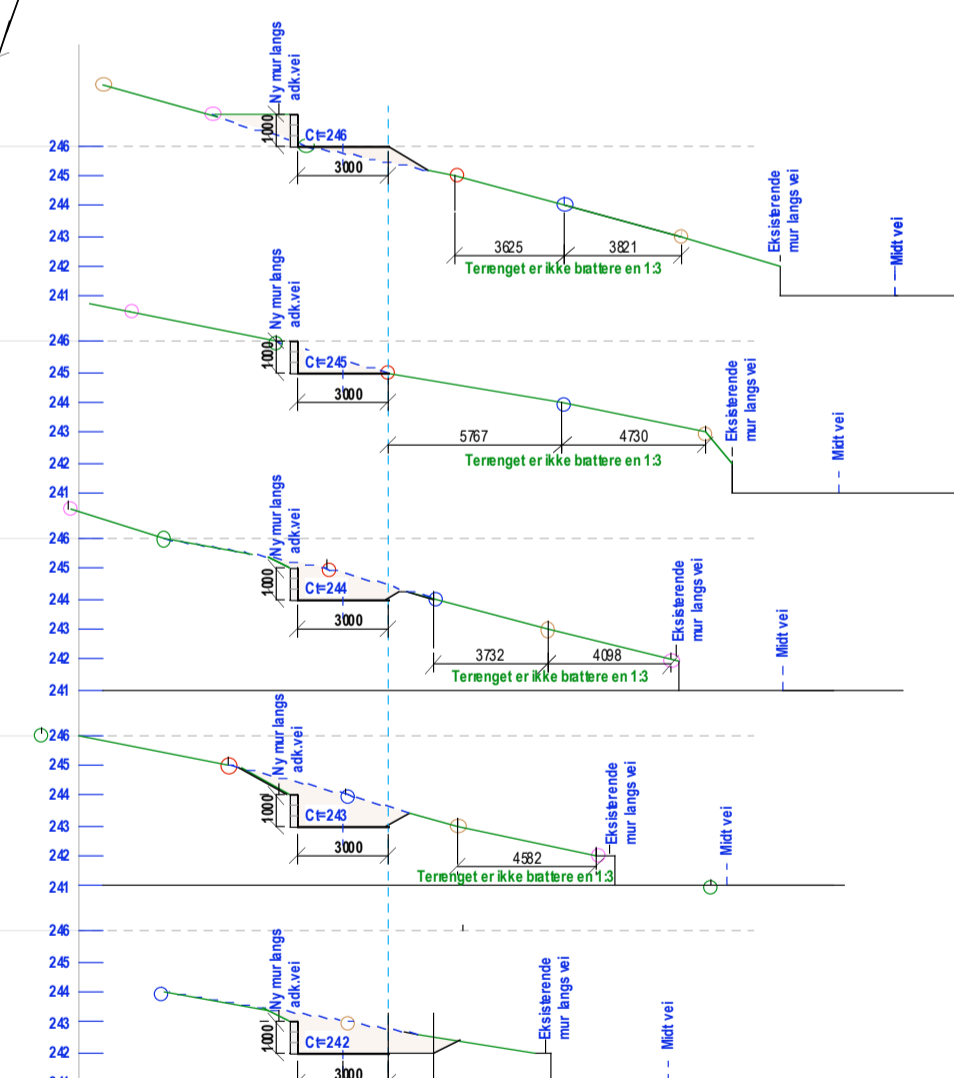 Ny mur langs
adk.vei
1000
Ct=246
3000
246
245
244
243
242
241
3625
3821
Terrenget er ikke brattere en 1:3
Eksisterende
mur langs vei
Midt vei
Ny mur langs
adk.vei
1000
Ct=245
3000
246
245
244
243
242
241
5767
4730
Terrenget er ikke brattere en 1:3
Eksisterende
mur langs vei
Midt vei
Ny mur langs
adk.vei
1000
Ct=244
3000
246
245
244
243
242
241
3732
4098
Terrenget er ikke brattere en 1:3
Eksisterende
mur langs vei
Midt vei
Ny mur langs
adk.vei
1000
Ct=243
3000
246
245
244
243
242
241
4582
Terrenget er ikke brattere en 1:3
Eksisterende
mur langs vei
Midt vei
Ny mur langs
adk.vei
1000
Ct=242
3000
246
245
244
243
242
Eksisterende
mur langs vei
Midt vei